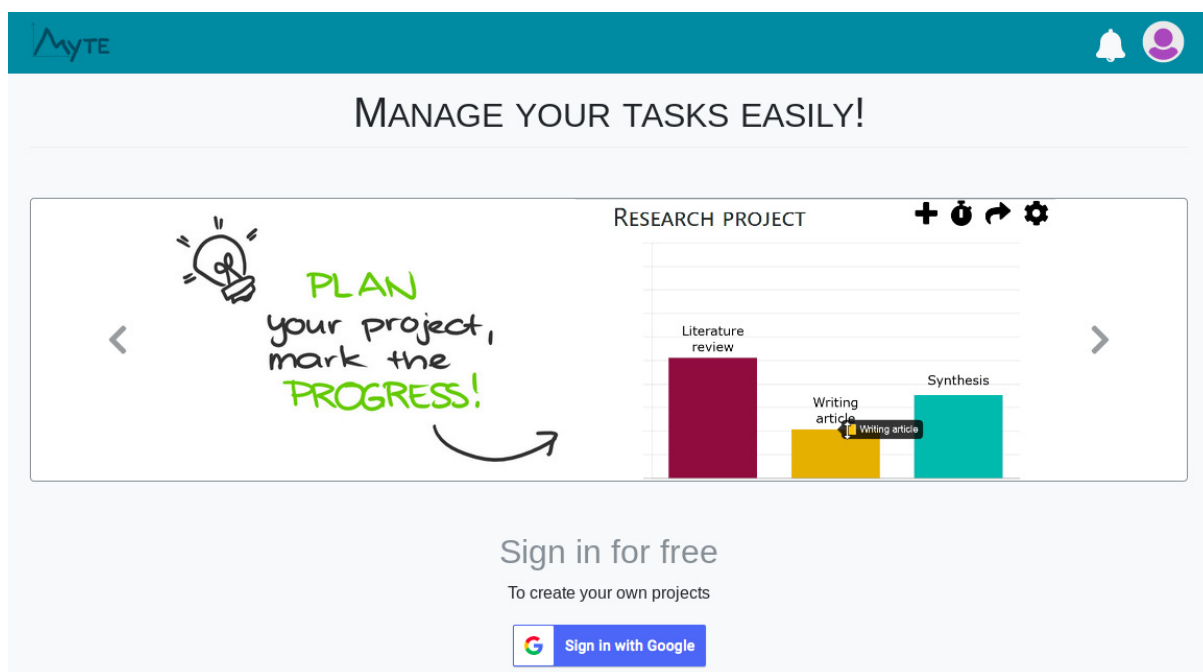 MYTE
MANAGE YOUR TASKS EASILY!
PLAN
your project,
mark the
PROGRESS!
RESEARCH PROJECT
Literature
review
Writing
article
Writing article
Synthesis
Sign in for free
To create your own projects
Sign in with Google